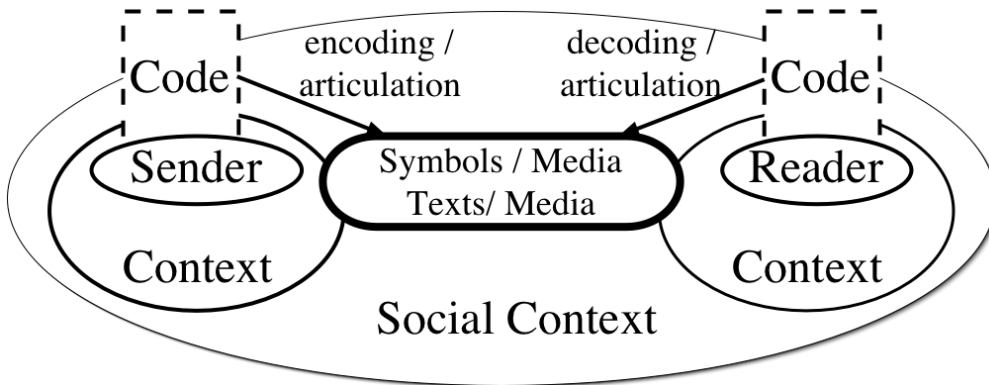 encoding /
articulation
decoding /
articulation
Code
Code
Sender
Symbols / Media
Texts/ Media
Reader
Context
Context
Social Context